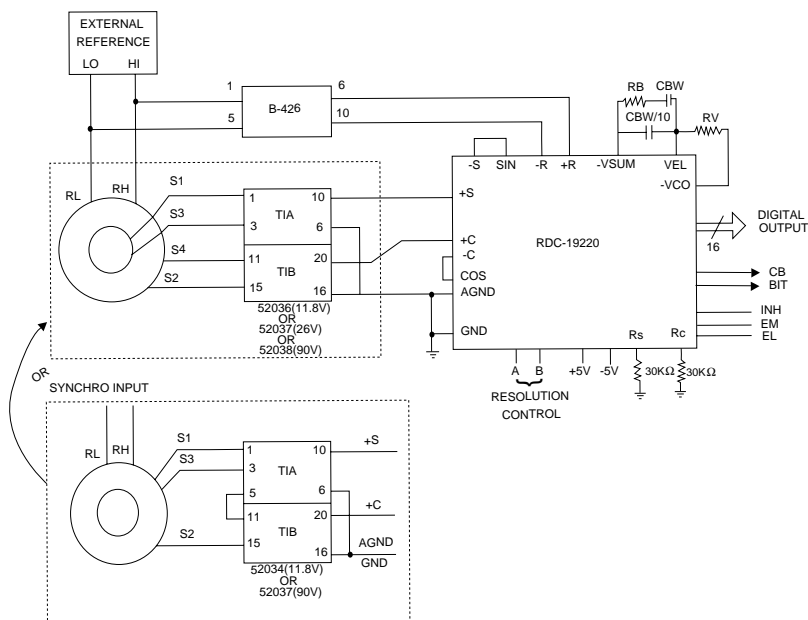 EXTERNAL
REFERENCE
LO HI
1 6
B-426
5 10
RB CBW
CBW/10 RV
-S SIN -R +R -VSUM VEL
-VCO
RL RH S1
S3
S4
S2
1 10
TIA
3 6
11 20
TIB
15 16
52036(11.8V)
OR
52037(26V)
OR
52038(90V)
+S
+C
-C
COS
AGND
GND
RDC-19220
DIGITAL
OUTPUT
16
CB
BIT
INH
EM
EL
Rs Rc
A B +5V -5V 30KΩ 30KΩ
RESOLUTION
CONTROL
OR
SYNCHRO INPUT
RL RH S1
S3
S2
1 10 +S
TIA
3
5 6
11 20 +C
TIB
15 16 AGND
GND
52034(11.8V)
OR
52037(90V)